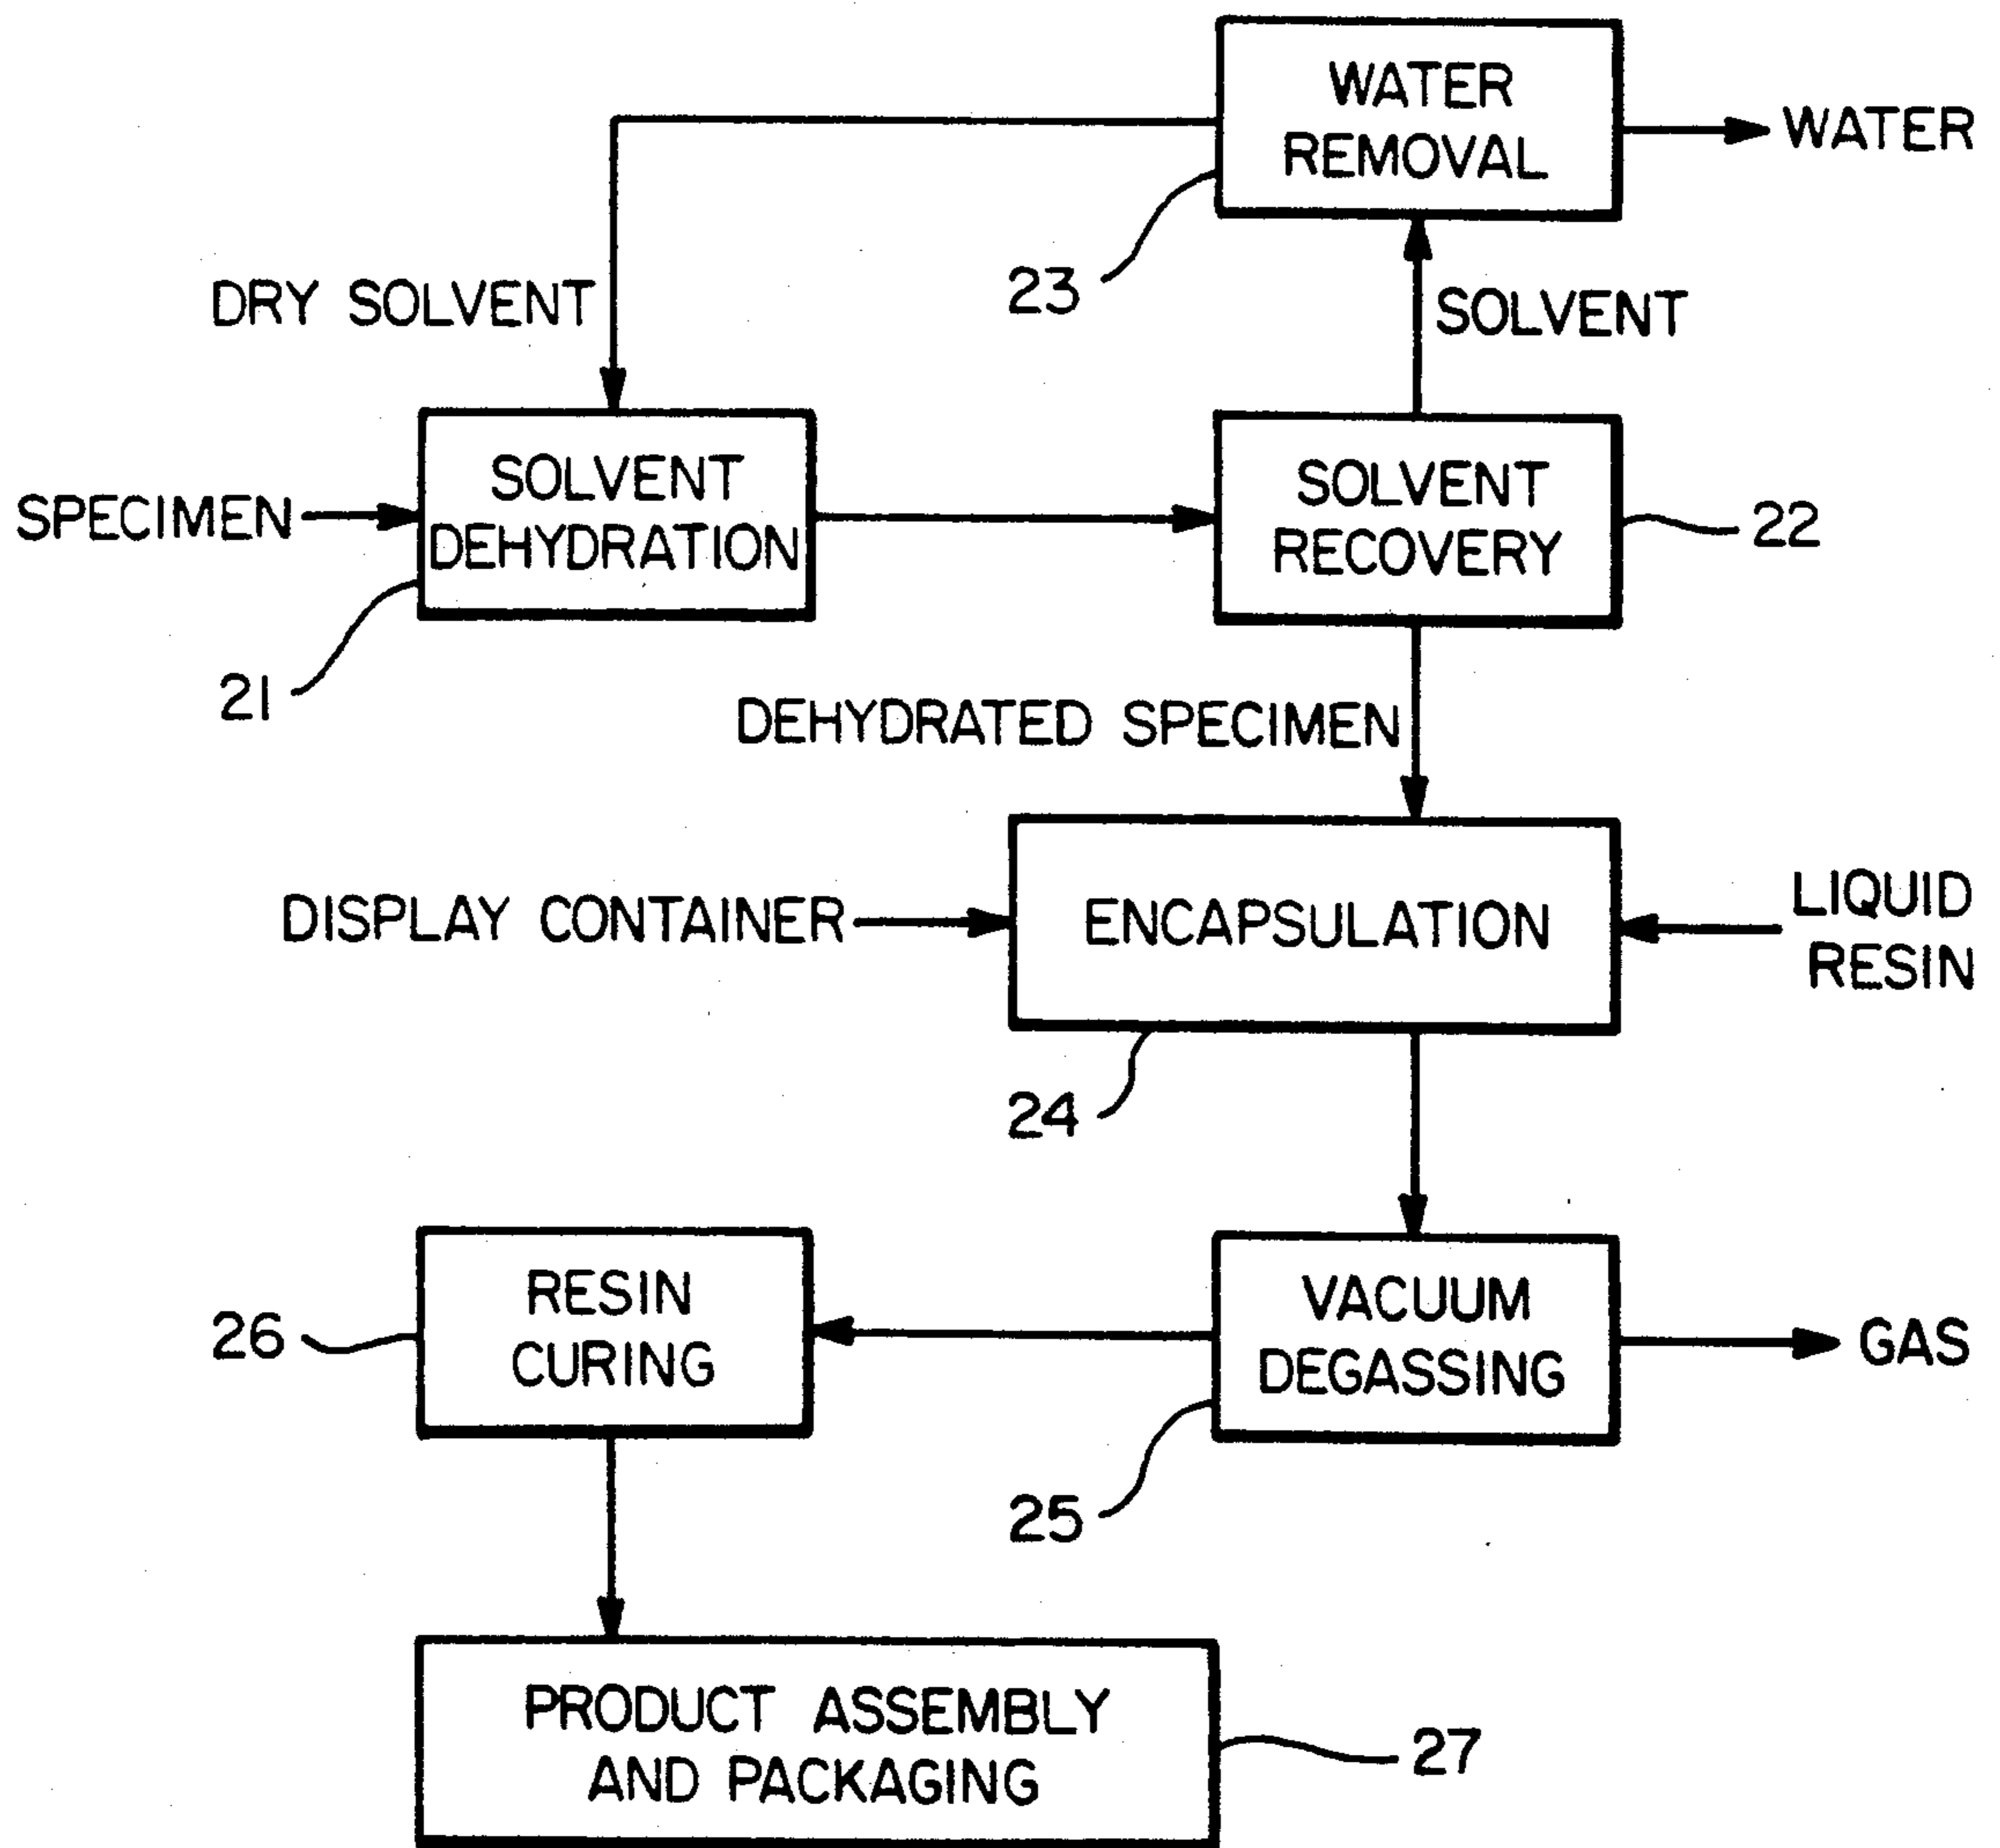 WATER
REMOVAL
WATER
23
DRY SOLVENT
SOLVENT
SPECIMEN
SOLVENT
DEHYDRATION
SOLVENT
RECOVERY
22
21
DEHYDRATED SPECIMEN
DISPLAY CONTAINER
ENCAPSULATION
LIQUID
RESIN
24
26
RESIN
CURING
VACUUM
DEGASSING
GAS
25
PRODUCT ASSEMBLY
AND PACKAGING
27